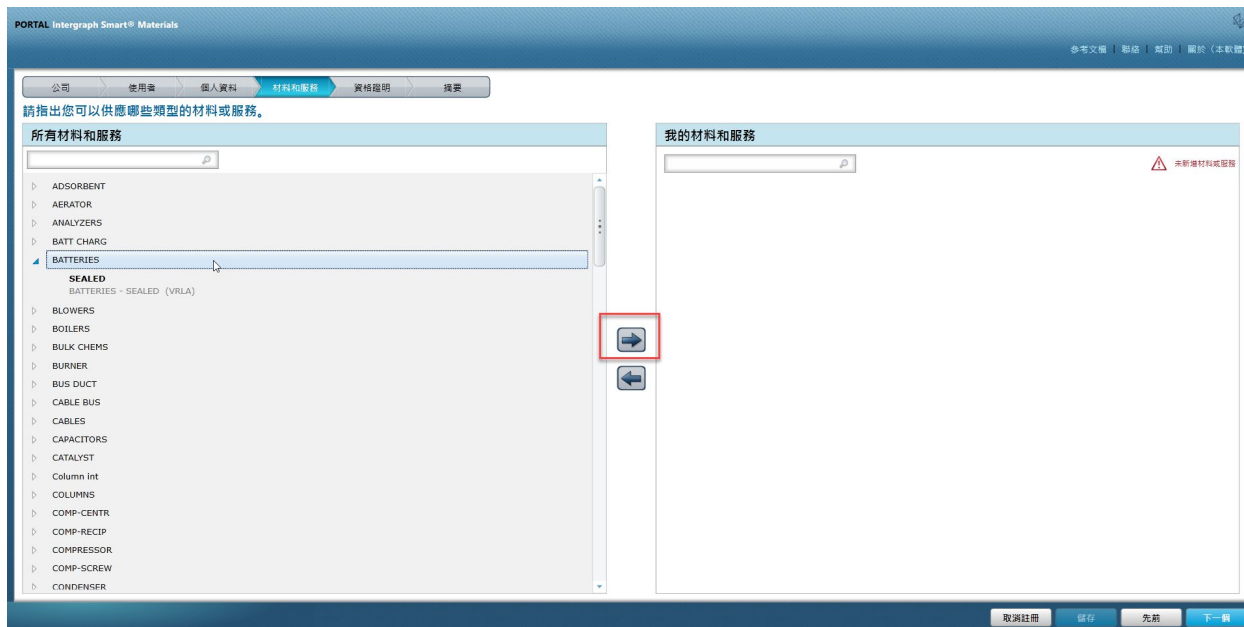 PORTAL Intergraph Smart® Materials
參考文檔 | 聯絡 | 幫助 | 關於（本軟體
公司 使用者 個人資料 材料和服務 資格證明 摘要
請指出您可以供應哪些類型的材料或服務。
所有材料和服務
我的材料和服務
未新增材料或服務
ADSORBENT
AERATOR
ANALYZERS
BATT CHARG
BATTERIES
SEALED
BATTERIES - SEALED (VRLA)
BLOWERS
BOILERS
BULK CHEMS
BURNER
BUS DUCT
CABLE BUS
CABLES
CAPACITORS
CATALYST
Column int
COLUMNS
COMP-CENTR
COMP-RECIP
COMPRESSOR
COMP-SCREW
CONDENSER
取消註冊 儲存 先前 下一個